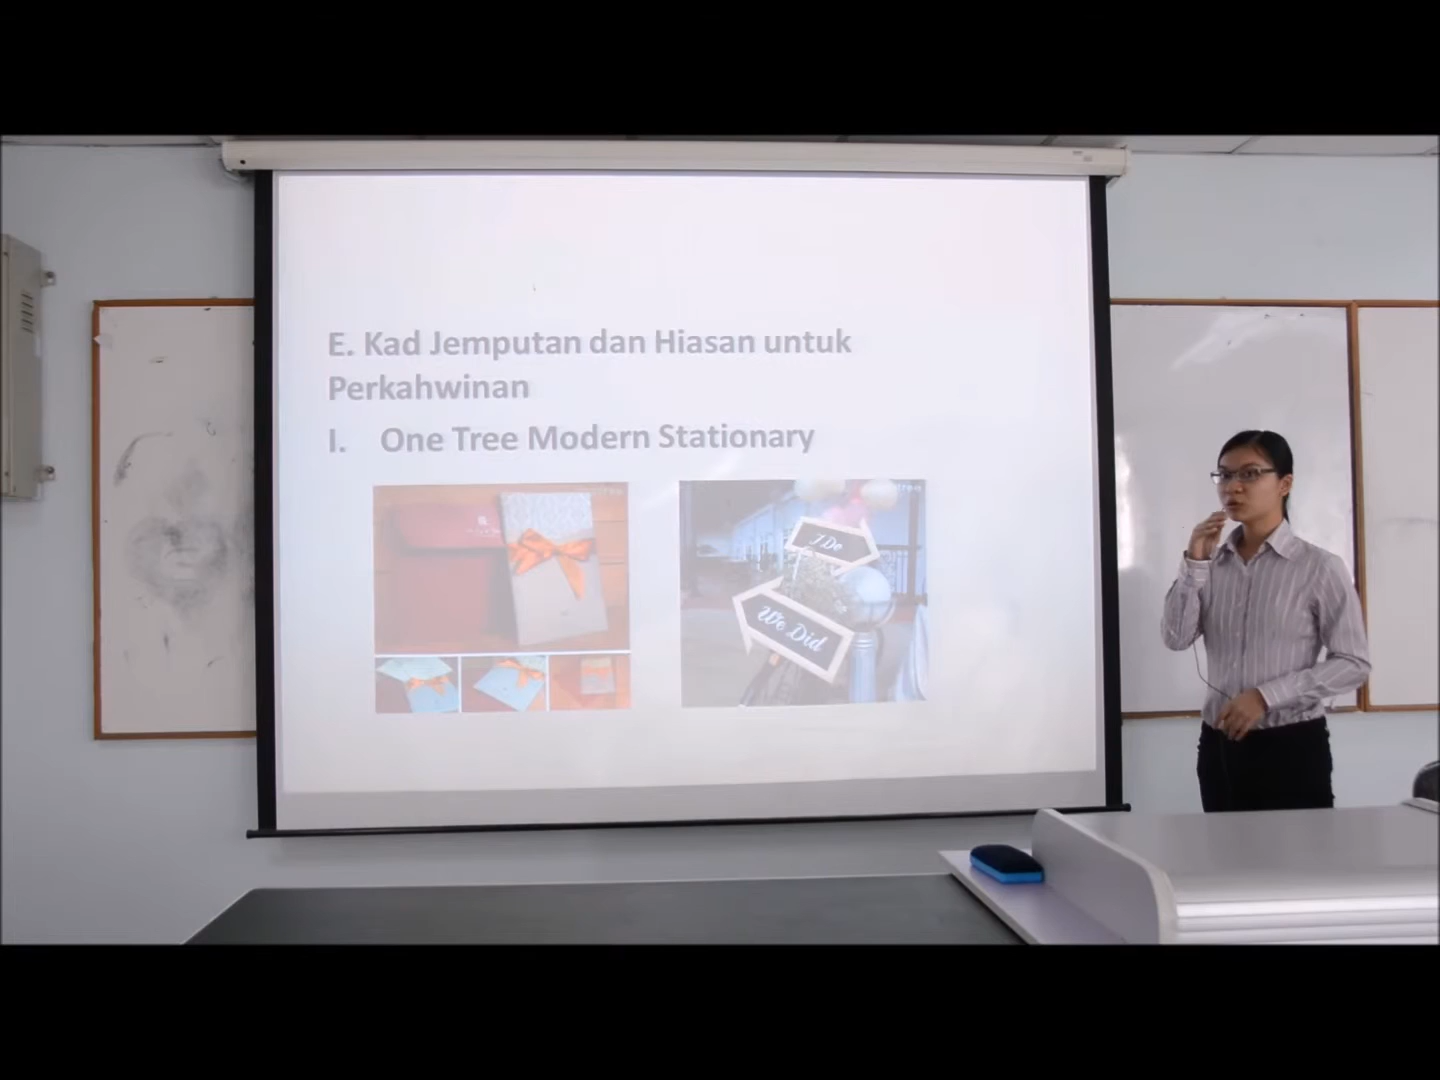 E. Kad Jemputan dan Hiasan untuk
Perkahwinan
I. One Tree Modern Stationary
I Do
We Did